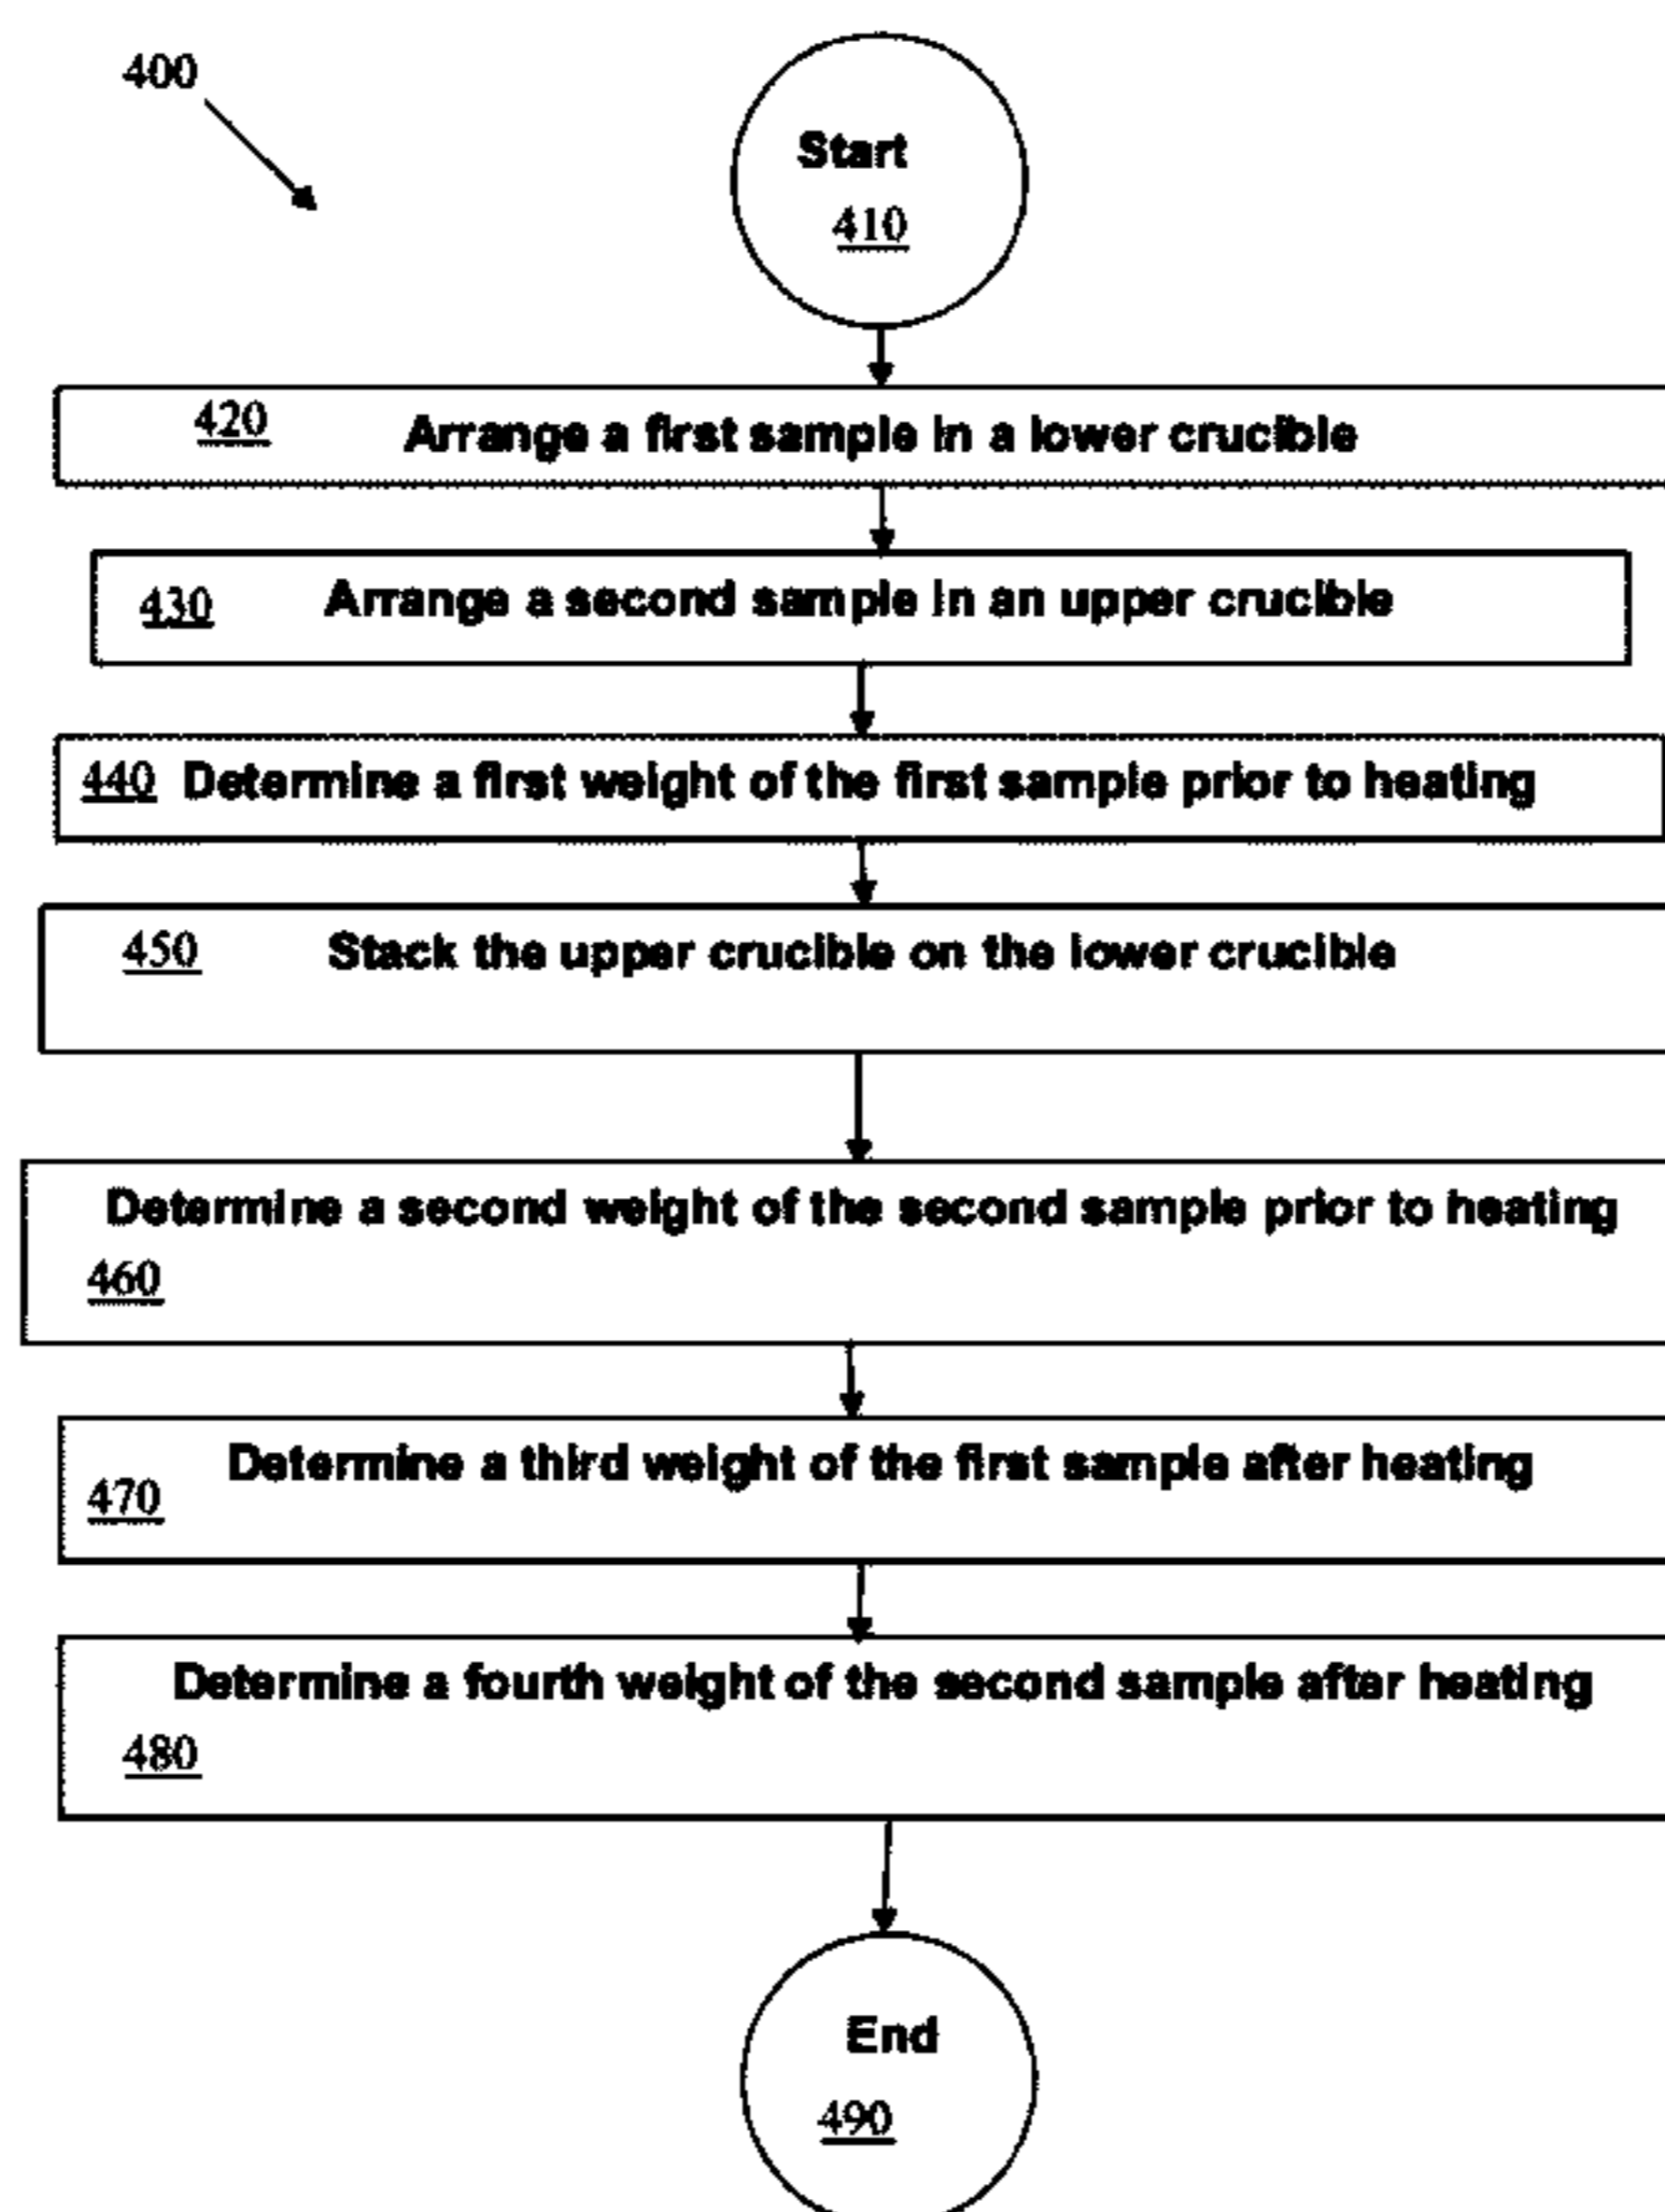 400
Start
410
420 Arrange a first sample in a lower crucible
430 Arrange a second sample in an upper crucible
440 Determine a first weight of the first sample prior to heating
450 Stack the upper crucible on the lower crucible
Determine a second weight of the second sample prior to heating
460
Determine a third weight of the first sample after heating
470
Determine a fourth weight of the second sample after heating
480
End
490